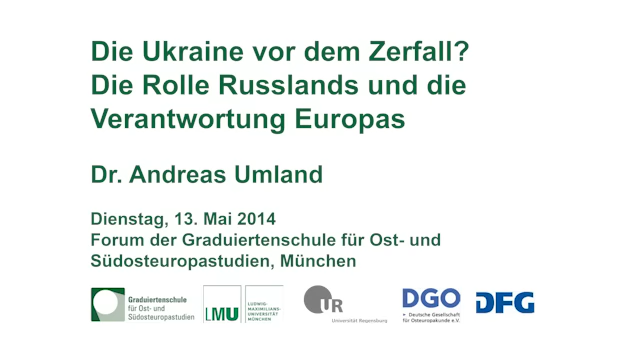 Die Ukraine vor dem Zerfall?
Die Rolle Russlands und die
Verantwortung Europas
Dr. Andreas Umland
Dienstag, 13. Mai 2014
Forum der Graduiertenschule für Ost- und
Südosteuropastudien, München
Graduiertenschule
für Ost- und
Südosteuropastudien
LMU
LUDWIG-
MAXIMILIANS-
UNIVERSITÄT
MÜNCHEN
UR
Universität Regensburg
DGO
Deutsche Gesellschaft
für Osteuropakunde e.V.
DFG